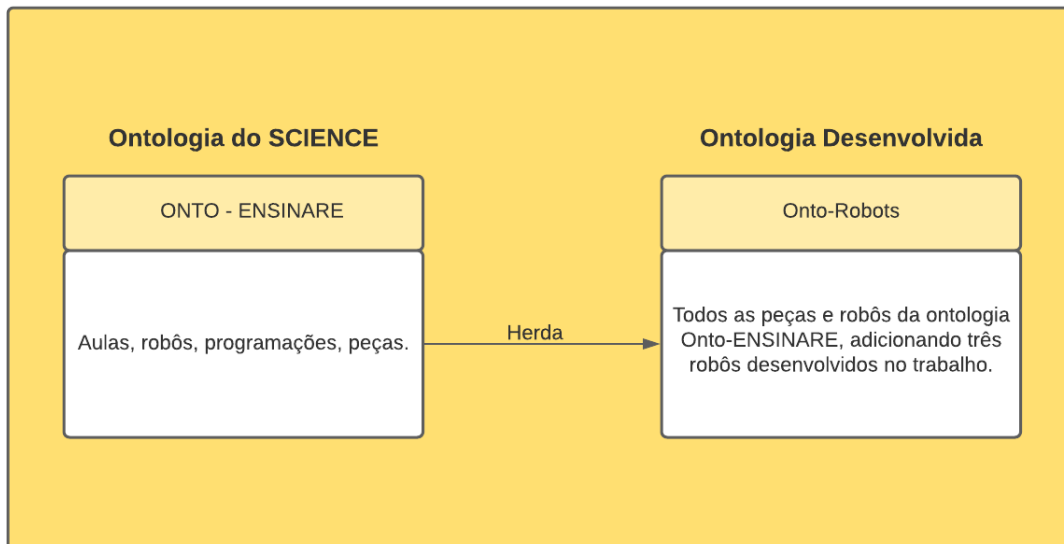 Ontologia do SCIENCE
Ontologia Desenvolvida
ONTO - ENSINARE
Onto-Robots
Aulas, robôs, programações, peças.
Herda
Todos as peças e robôs da ontologia
Onto-ENSINARE, adicionando três
robôs desenvolvidos no trabalho.